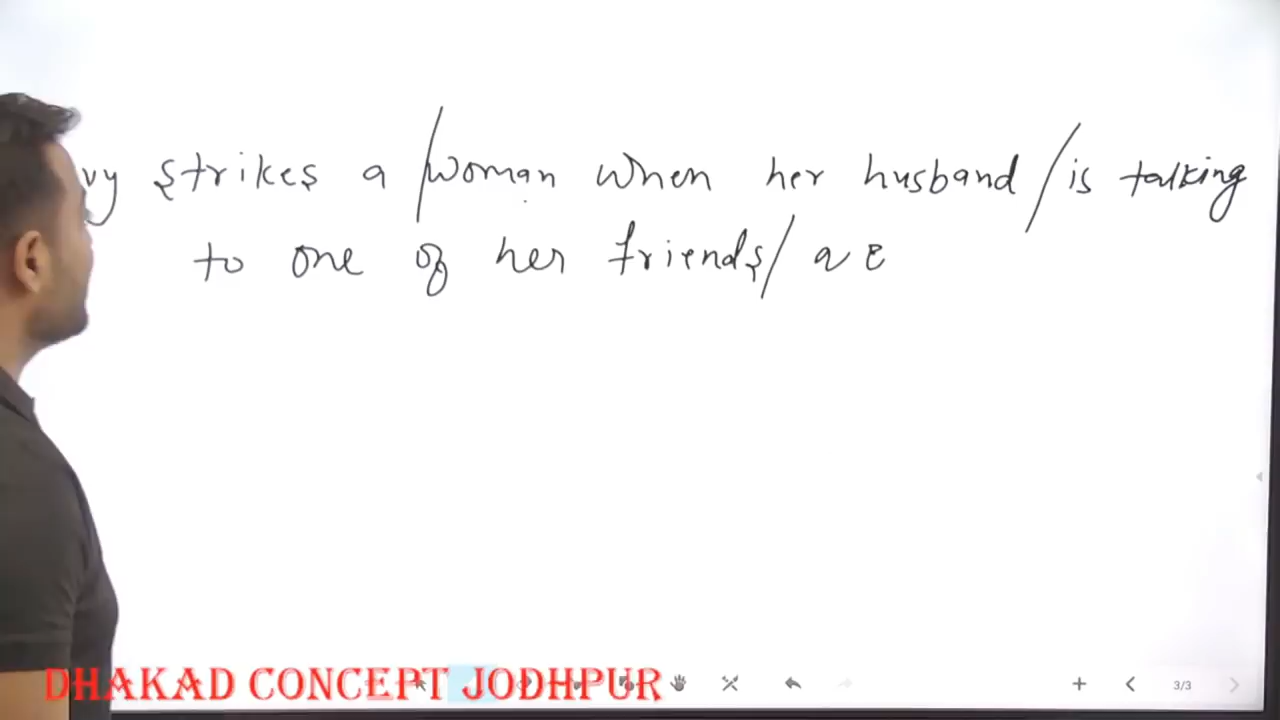 strikes a / woman when her husband / is talking
to one of her friends / a E
DHAKAD CONCEPT JODHPUR
3/3